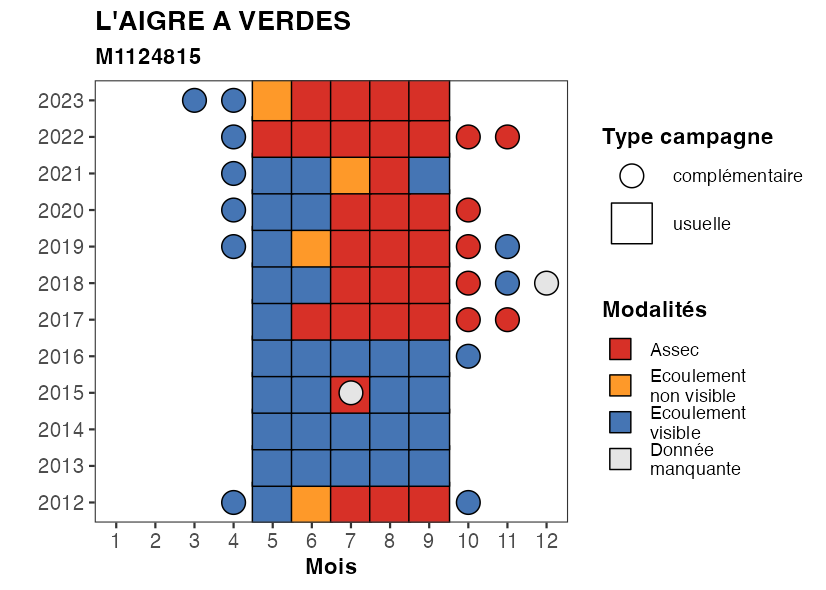 L'AIGRE A VERDES
M1124815
2023
2022
2021
2020
2019
2018
2017
2016
2015
2014
2013
2012
1 2 3 4 5 6 7 8 9 10 11 12
Mois
Type campagne
complémentaire
usuelle
Modalités
Assec
Ecoulement
non visible
Ecoulement
visible
Donnée
manquante